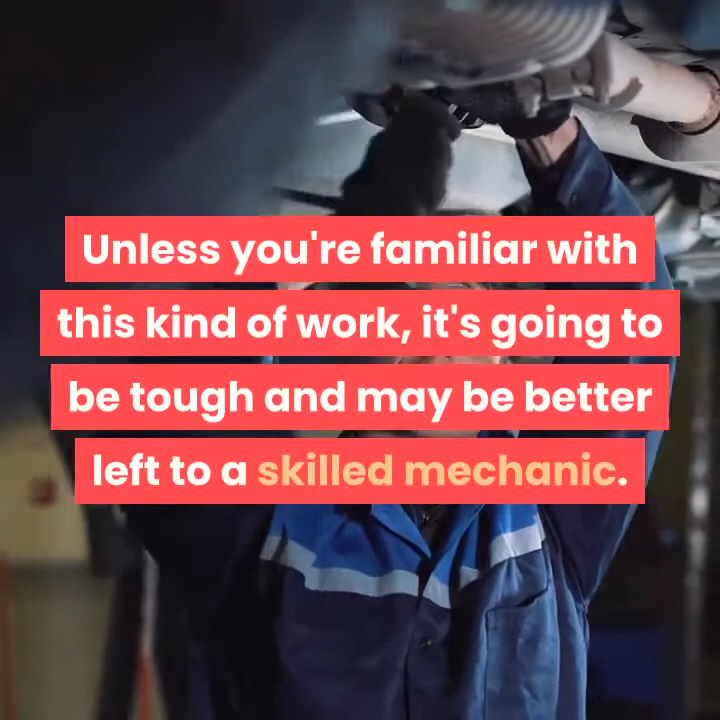 Unless you're familiar with
this kind of work, it's going to
be tough and may be better
left to a skilled mechanic.